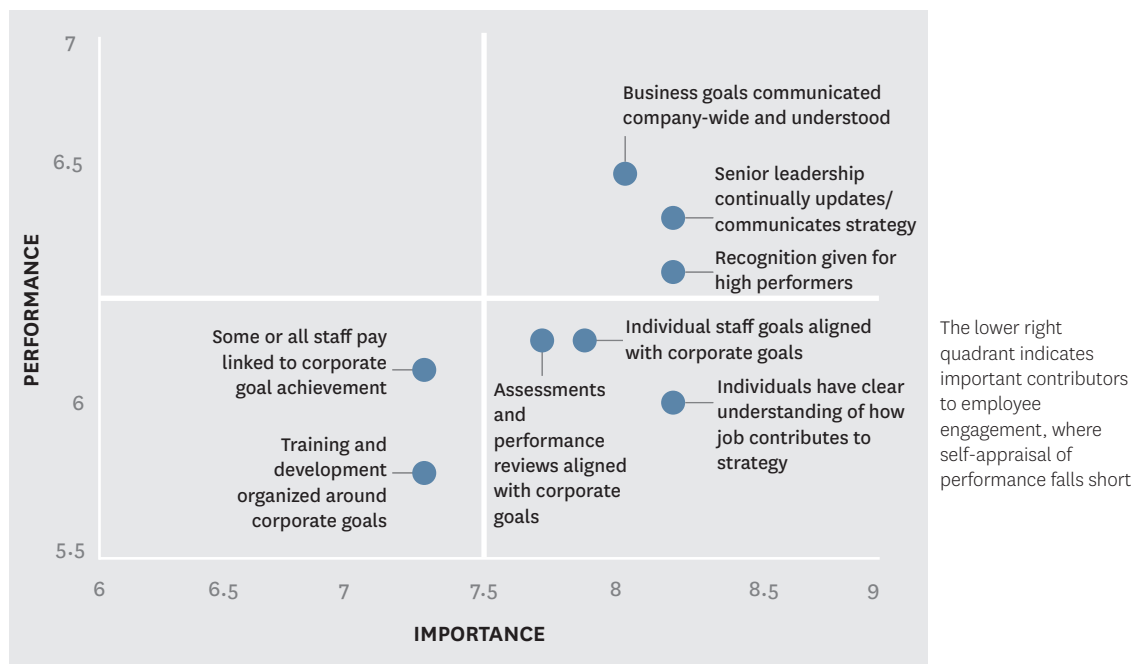 PERFORMANCE
7
6.5
6
5.5
Business goals communicated
company-wide and understood
Senior leadership
continually updates/
communicates strategy
Recognition given for
high performers
Some or all staff pay
linked to corporate
goal achievement
Individual staff goals aligned
with corporate goals
Assessments
and
performance
reviews aligned
with corporate
goals
Individuals have clear
understanding of how
job contributes to
strategy
Training and
development
organized around
corporate goals
6
6.5
7
7.5
8
8.5
9
IMPORTANCE
The lower right
quadrant indicates
important contributors
to employee
engagement, where
self-appraisal of
performance falls short